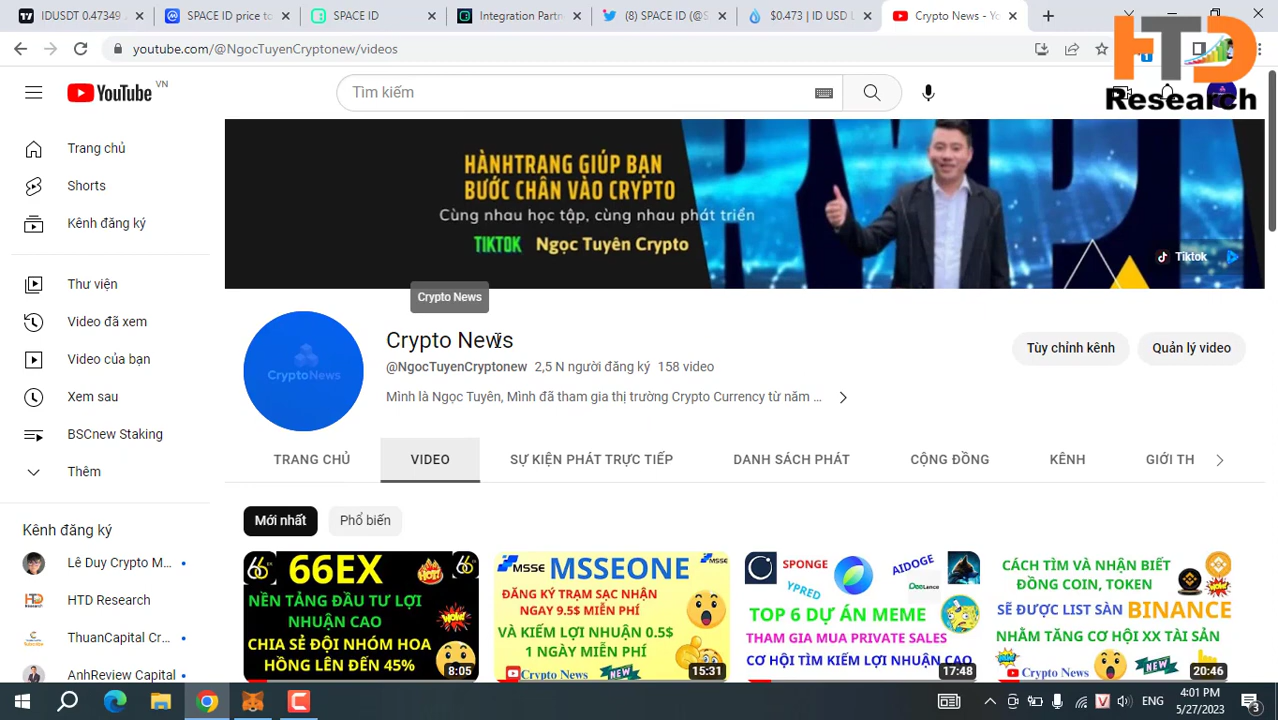 IDUSDT 0.47349
SPACE ID price to
SPACE ID
Integration Partn
(8) SPACE ID (@S
$0.473 | ID USD
Crypto News - Yo
youtube.com/@NgocTuyenCryptonew/videos
HTD
Research
YouTube VN
Tìm kiếm
Trang chủ
Shorts
Kênh đăng ký
Thư viện
Video đã xem
Video của bạn
Xem sau
BSCnew Staking
Thêm
Kênh đăng ký
Lê Duy Crypto M...
HTD Research
ThuanCapital Cr...
AnhReview Capital
HÀNHTRANG GIÚP BẠN
BƯỚC CHÂN VÀO CRYPTO
Cùng nhau học tập, cùng nhau phát triển
TIKTOK Ngọc Tuyên Crypto
Tiktok
Crypto News
CryptoNews
Crypto News
@NgocTuyenCryptonew 2,5 N người đăng ký 158 video
Mình là Ngọc Tuyên, Mình đã tham gia thị trường Crypto Currency từ năm ...
Tùy chỉnh kênh
Quản lý video
TRANG CHỦ
VIDEO
SỰ KIỆN PHÁT TRỰC TIẾP
DANH SÁCH PHÁT
CỘNG ĐỒNG
KÊNH
GIỚI TH
Mới nhất
Phổ biến
66EX
HOT
NỀN TẢNG ĐẦU TƯ LỢI
NHUẬN CAO
CHIA SẺ ĐỘI NHÓM HOA
HỒNG LÊN ĐẾN 45%
WOW
8:05
MSSE
MSSEONE
MSSE
ĐĂNG KÝ TRẠM SẠC NHẬN
NGAY 9.5$ MIỄN PHÍ
VÀ KIẾM LỢI NHUẬN 0.5$
1 NGÀY MIỄN PHÍ
Crypto News
NEW
15:31
SPONGE
YPRED
AIDOGE
TOP 6 DỰ ÁN MEME
THAM GIA MUA PRIVATE SALES
CƠ HỘI TÌM KIẾM LỢI NHUẬN CAO
17:48
CÁCH TÌM VÀ NHẬN BIẾT
ĐỒNG COIN, TOKEN
SẼ ĐƯỢC LIST SÀN BINANCE
NHẰM TĂNG CƠ HỘI XX TÀI SẢN
Crypto News
NEW
20:46
ENG
4:01 PM
5/27/2023
3